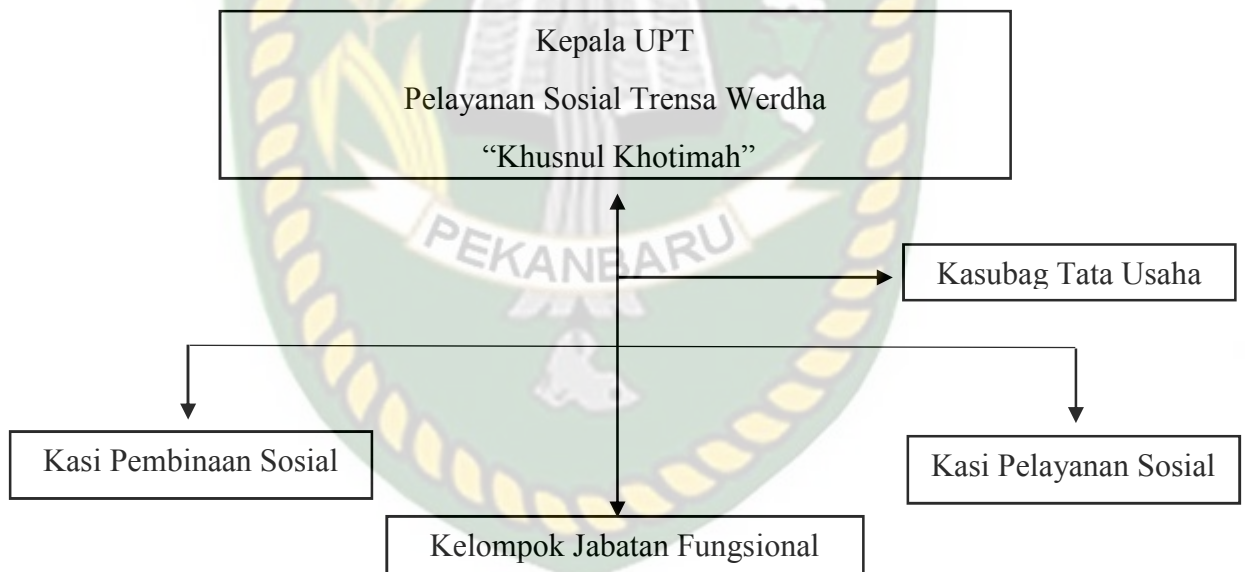 Kepala UPT
Pelayanan Sosial Trensa Werdha
“Khusnul Khotimah”
PEKANBARU
Kasubag Tata Usaha
Kasi Pembinaan Sosial
Kasi Pelayanan Sosial
Kelompok Jabatan Fungsional